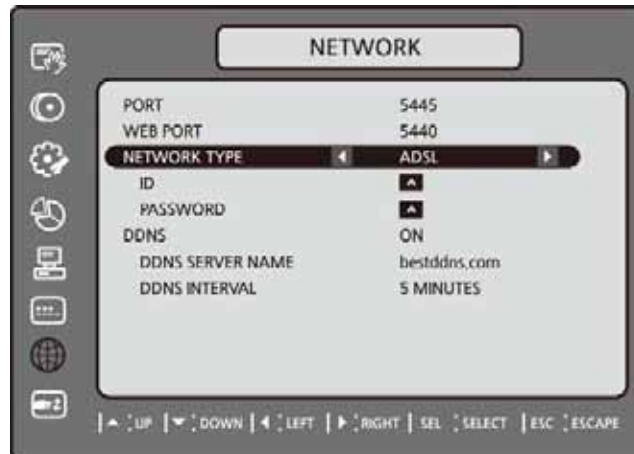 NETWORK
PORT 5445
WEB PORT 5440
NETWORK TYPE ADSL
ID
PASSWORD
DDNS ON
DDNS SERVER NAME bestddns.com
DDNS INTERVAL 5 MINUTES
UP DOWN LEFT RIGHT SEL SELECT ESC ESCAPE